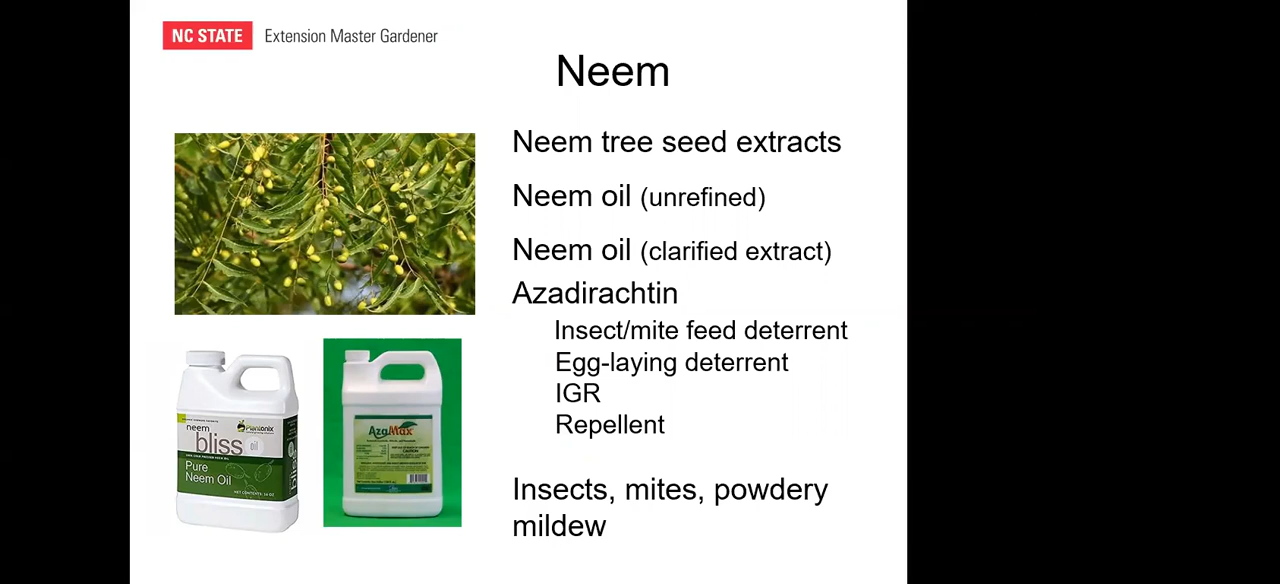 NC STATE Extension Master Gardener
Neem
Neem tree seed extracts
Neem oil (unrefined)
Neem oil (clarified extract)
Azadirachtin
Insect/mite feed deterrent
Egg-laying deterrent
IGR
Repellent
Insects, mites, powdery
mildew
Plantonix
neem
bliss
oil
Pure
Neem Oil
AzaMax
CAUTION